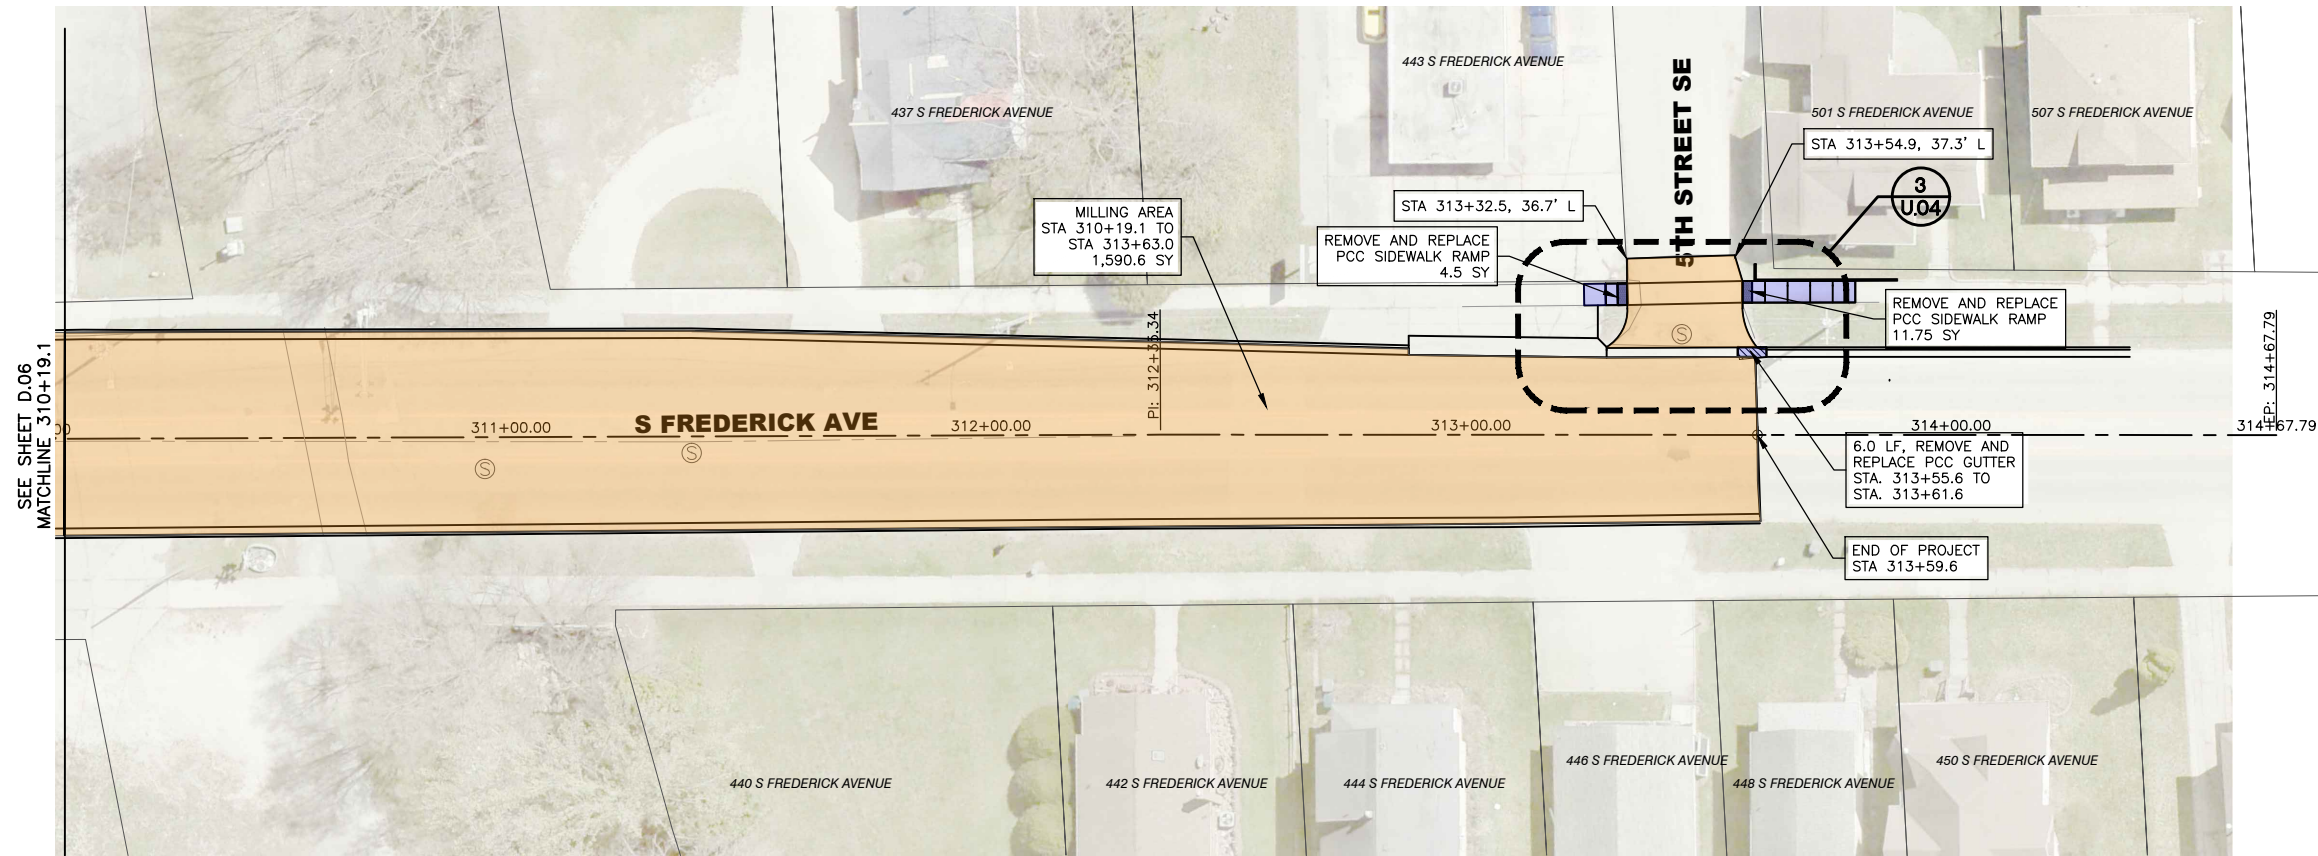 443 S FREDERICK AVENUE
437 S FREDERICK AVENUE
5TH STREET SE
501 S FREDERICK AVENUE
507 S FREDERICK AVENUE
STA 313+54.9, 37.3' L
3
U.04
STA 313+32.5, 36.7' L
MILLING AREA
STA 310+19.1 TO
STA 313+63.0
1,590.6 SY
REMOVE AND REPLACE
PCC SIDEWALK RAMP
4.5 SY
REMOVE AND REPLACE
PCC SIDEWALK RAMP
11.75 SY
SEE SHEET D.06
MATCHLINE 310+19.1
EP: 314+67.79
S
00
311+00.00
S FREDERICK AVE
312+00.00
313+00.00
314+00.00
314+67.79
S
S
6.0 LF, REMOVE AND
REPLACE PCC GUTTER
STA. 313+55.6 TO
STA. 313+61.6
END OF PROJECT
STA 313+59.6
440 S FREDERICK AVENUE
442 S FREDERICK AVENUE
444 S FREDERICK AVENUE
446 S FREDERICK AVENUE
448 S FREDERICK AVENUE
450 S FREDERICK AVENUE